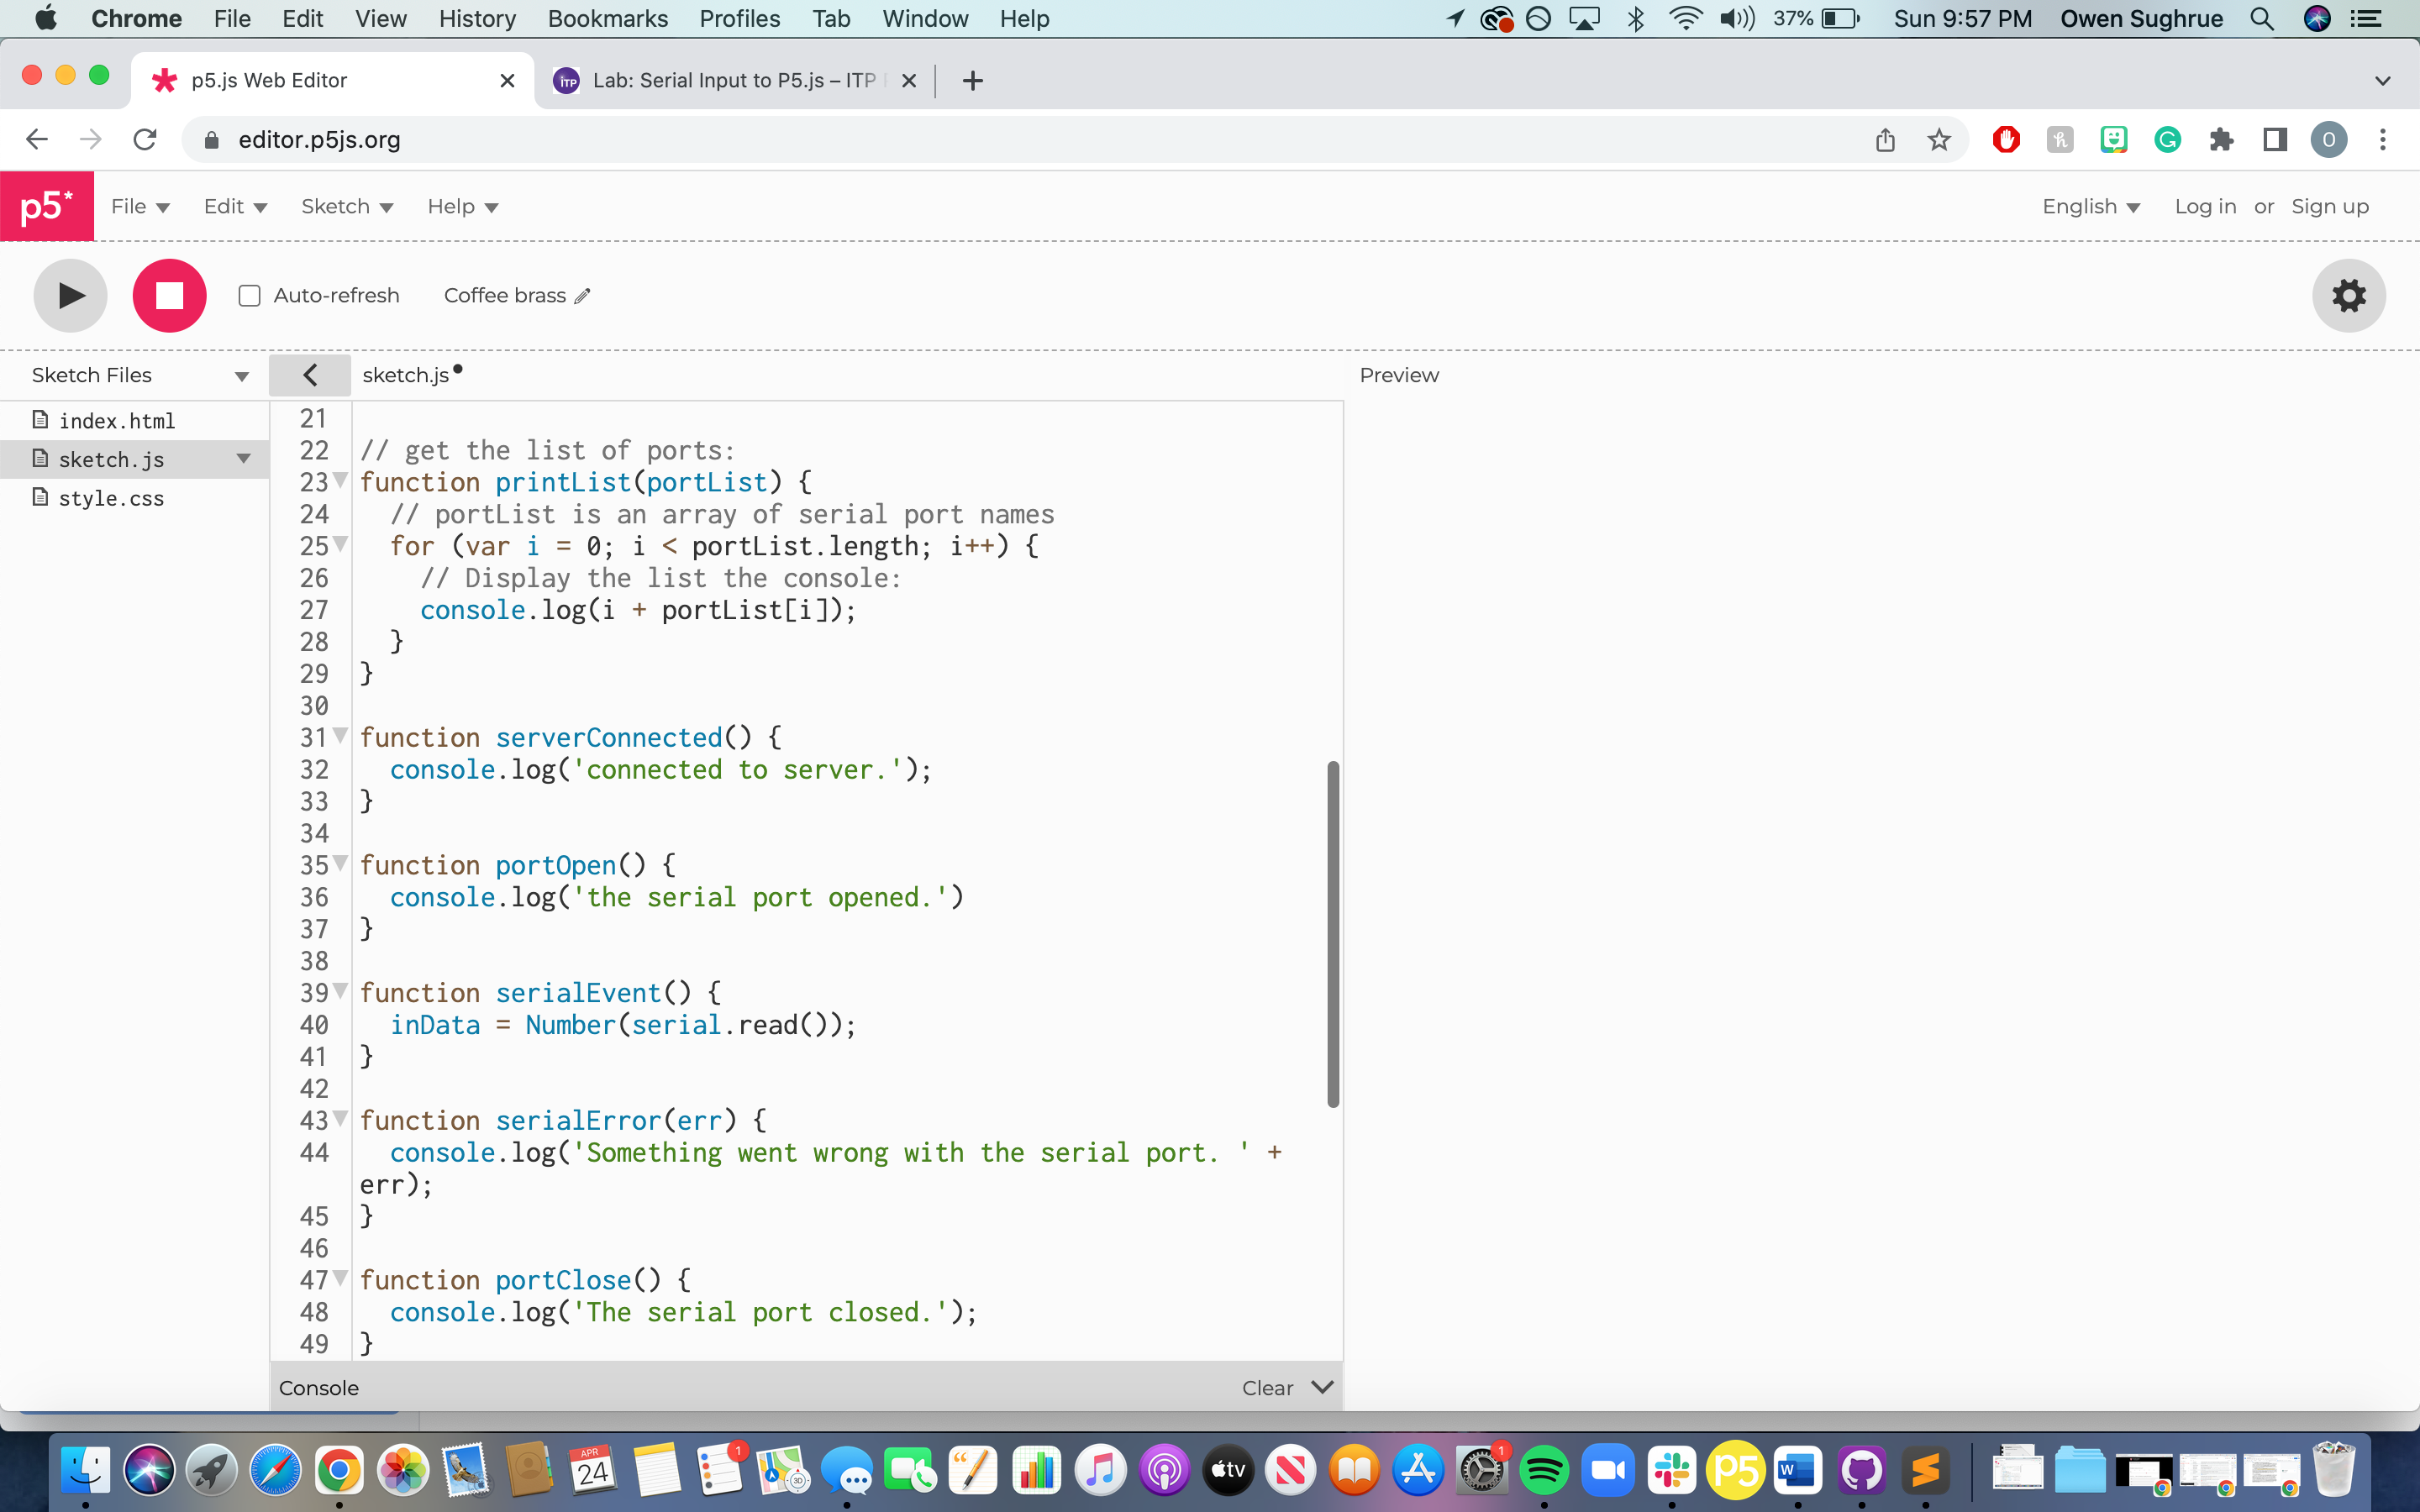 Chrome File Edit View History Bookmarks Profiles Tab Window Help 37% Sun 9:57 PM Owen Sughrue
p5.js Web Editor Lab: Serial Input to P5.js – ITP
editor.p5js.org O
p5* File Edit Sketch Help English Log in or Sign up
Auto-refresh Coffee brass
Sketch Files sketch.js Preview
index.html
sketch.js
style.css
21
22 // get the list of ports:
23 function printList(portList) {
24 // portList is an array of serial port names
25 for (var i = 0; i < portList.length; i++) {
26 // Display the list the console:
27 console.log(i + portList[i]);
28 }
29 }
30
31 function serverConnected() {
32 console.log('connected to server.');
33 }
34
35 function portOpen() {
36 console.log('the serial port opened.')
37 }
38
39 function serialEvent() {
40 inData = Number(serial.read());
41 }
42
43 function serialError(err) {
44 console.log('Something went wrong with the serial port. ' +
err);
45 }
46
47 function portClose() {
48 console.log('The serial port closed.');
49 }
Console Clear
1 APR 24 3D tv 1 p5 W